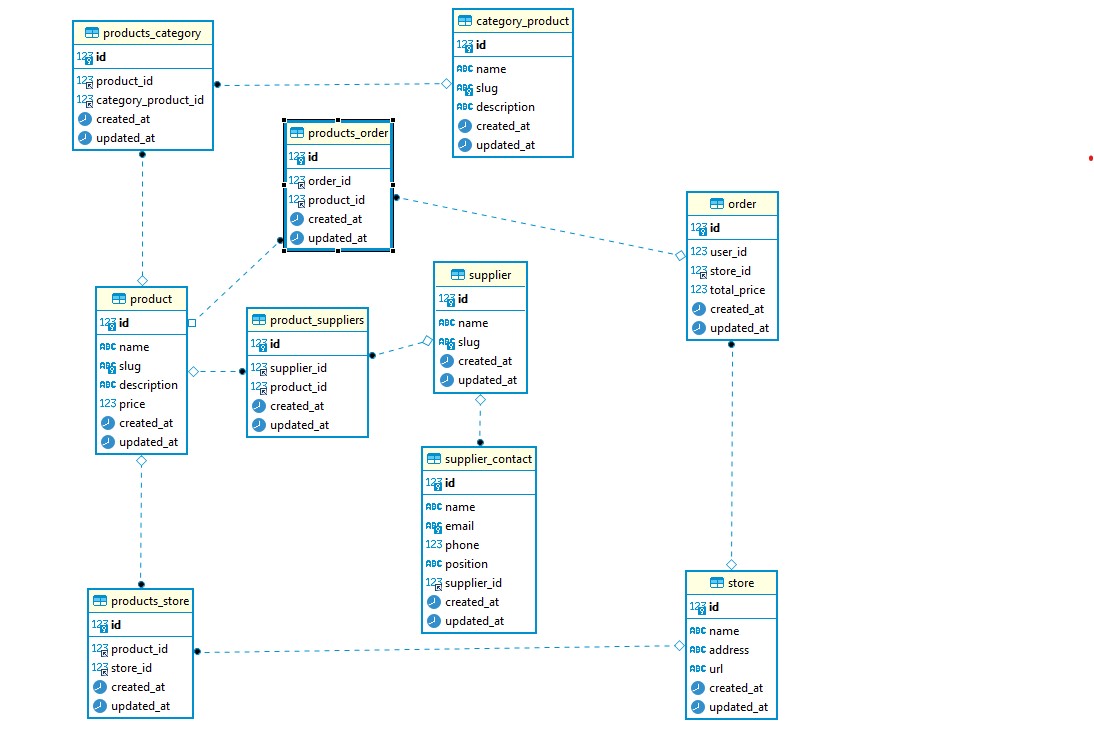 products_category
id
product_id
category_product_id
created_at
updated_at
category_product
id
name
slug
description
created_at
updated_at
products_order
id
order_id
product_id
created_at
updated_at
order
id
user_id
store_id
total_price
created_at
updated_at
product
id
name
slug
description
price
created_at
updated_at
product_suppliers
id
supplier_id
product_id
created_at
updated_at
supplier
id
name
slug
created_at
updated_at
supplier_contact
id
name
email
phone
position
supplier_id
created_at
updated_at
products_store
id
product_id
store_id
created_at
updated_at
store
id
name
address
url
created_at
updated_at